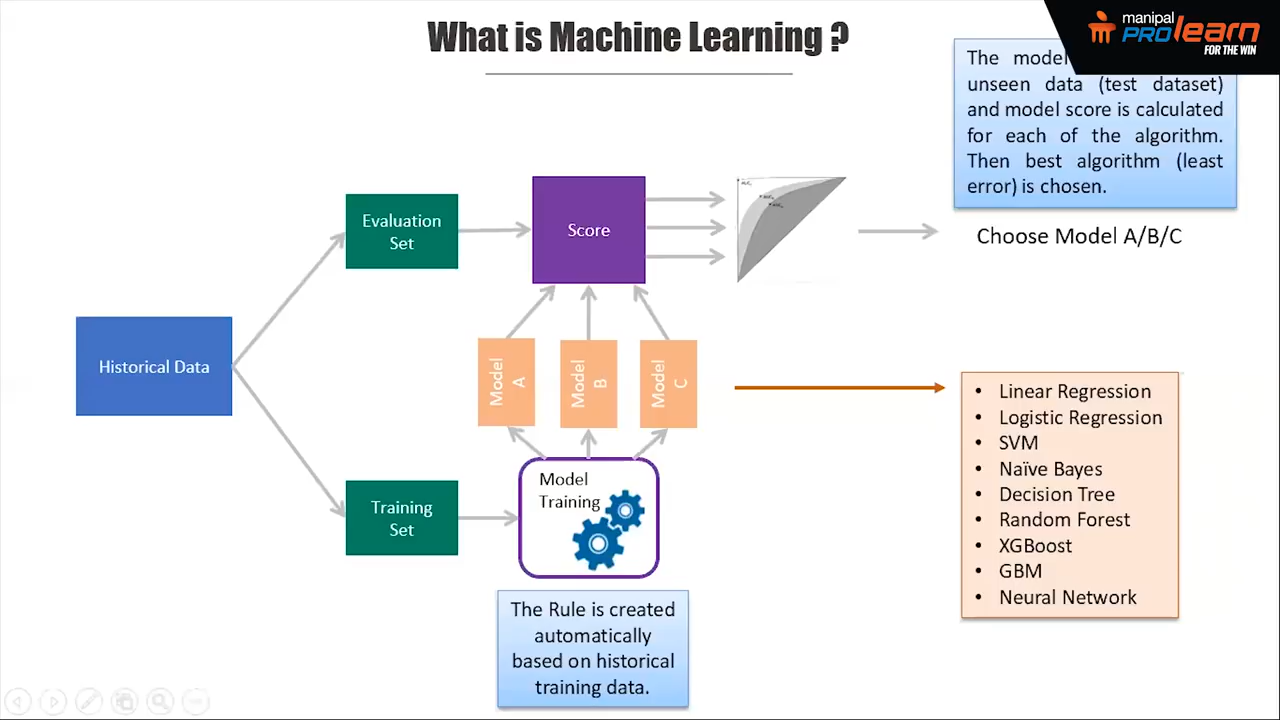 What is Machine Learning ?
manipal
PROlearn
FOR THE WIN
The model
unseen data (test dataset)
and model score is calculated
for each of the algorithm.
Then best algorithm (least
error) is chosen.
Evaluation
Set
Score
Choose Model A/B/C
Historical Data
Model
A
Model
B
Model
C
• Linear Regression
• Logistic Regression
• SVM
• Naïve Bayes
• Decision Tree
• Random Forest
• XGBoost
• GBM
• Neural Network
Training
Set
Model
Training
The Rule is created
automatically
based on historical
training data.